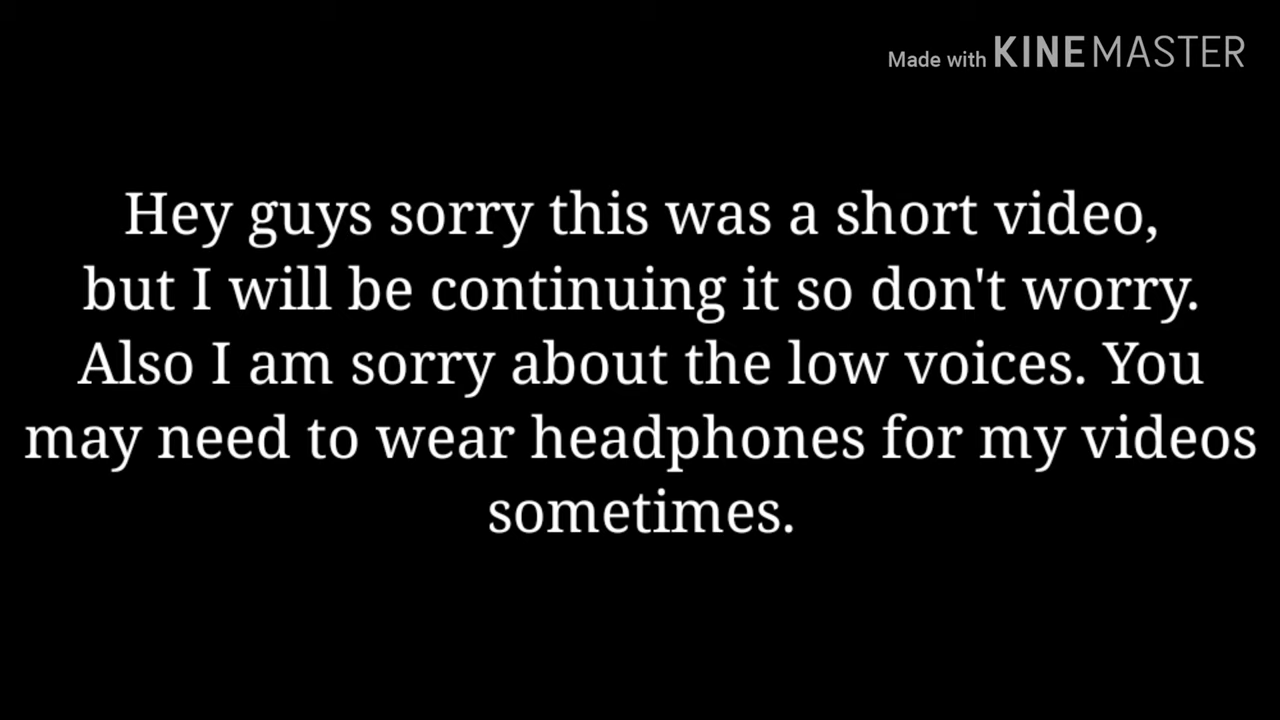 Made with KINEMASTER
Hey guys sorry this was a short video,
but I will be continuing it so don't worry.
Also I am sorry about the low voices. You
may need to wear headphones for my videos
sometimes.